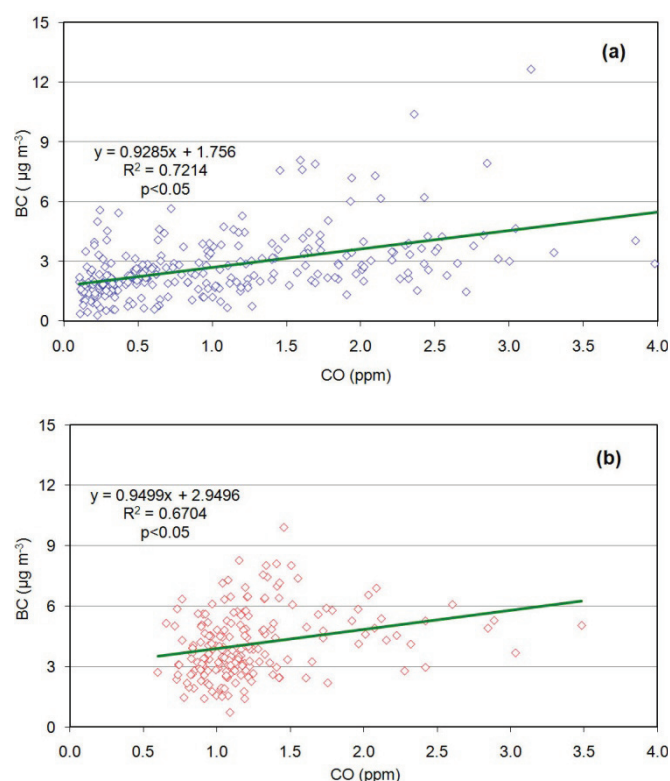 15
(a)
12
BC ( µg m-3)
9
y = 0.9285x + 1.756
R2 = 0.7214
p<0.05
6
3
0
0.0 0.5 1.0 1.5 2.0 2.5 3.0 3.5 4.0
CO (ppm)
15
(b)
12
BC (µg m-3)
y = 0.9499x + 2.9496
R2 = 0.6704
p<0.05
9
6
3
0
0.0 0.5 1.0 1.5 2.0 2.5 3.0 3.5 4.0
CO (ppm)